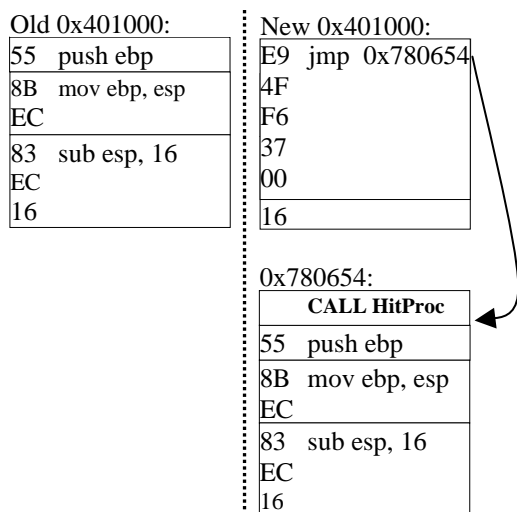 Old 0x401000:
55 push ebp
8B mov ebp, esp
EC
83 sub esp, 16
EC
16
New 0x401000:
E9 jmp 0x780654
4F
F6
37
00
16
0x780654:
CALL HitProc
55 push ebp
8B mov ebp, esp
EC
83 sub esp, 16
EC
16